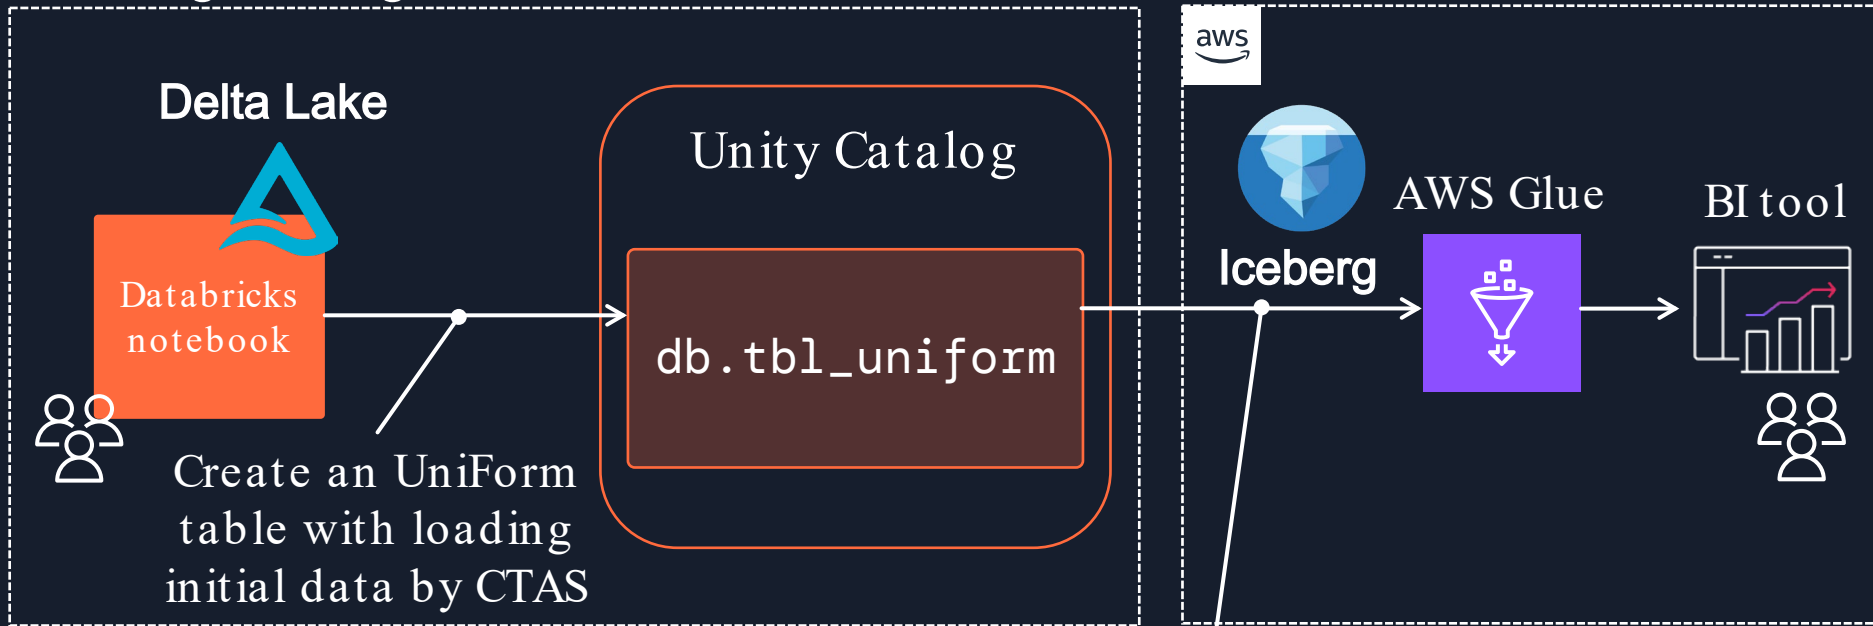 Delta Lake
Databricks
notebook
Create an UniForm
table with loading
initial data by CTAS
Unity Catalog
db.tbl_uniform
aws
Iceberg
AWS Glue
BI tool